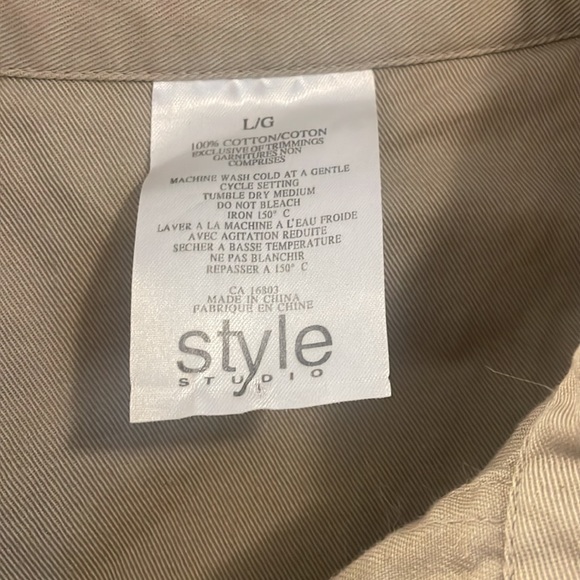 L/G
100% COTTON/COTON
EXCLUSIVE OF TRIMMINGS
GARNITURES NON
COMPRISES
MACHINE WASH COLD AT A GENTLE
CYCLE SETTING
TUMBLE DRY MEDIUM
DO NOT BLEACH
IRON 150° C
LAVER A LA MACHINE A L'EAU FROIDE
AVEC AGITATION REDUITE
SECHER A BASSE TEMPERATURE
NE PAS BLANCHIR
REPASSER A 150° C
CA 16803
MADE IN CHINA
FABRIQUE EN CHINE
style
STUDIO
1